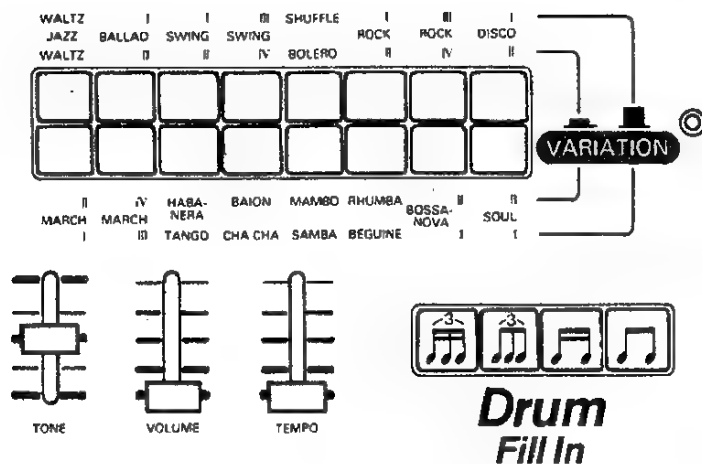 WALTZ I I III SHUFFLE I III I
JAZZ BALLAD SWING SWING ROCK ROCK DISCO
WALTZ II II IV BOLERO II IV II
VARIATION
II IV HABA- BAION MAMBO RHUMBA II II
MARCH MARCH NERA BOSSA- SOUL
NOVA
I III TANGO CHA CHA SAMBA BEGUINE I I
3 3
TONE VOLUME TEMPO
Drum
Fill In